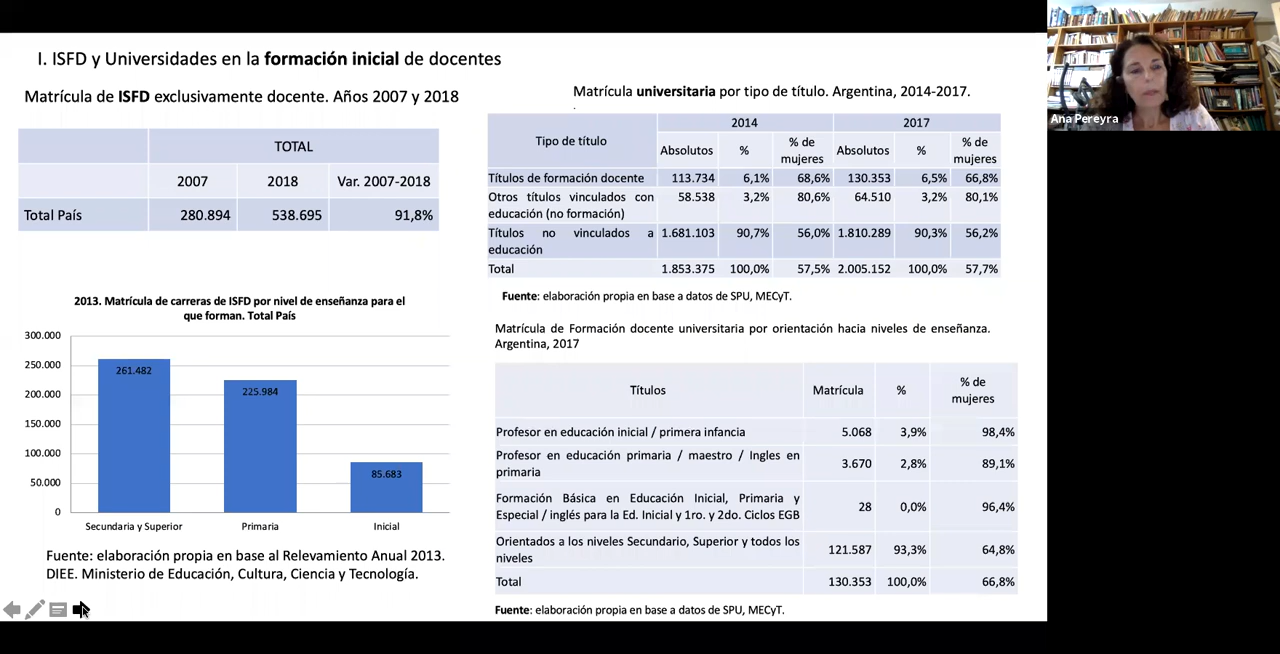 I. ISFD y Universidades en la formación inicial de docentes
Matrícula de ISFD exclusivamente docente. Años 2007 y 2018
TOTAL
2007 2018 Var. 2007-2018
Total País 280.894 538.695 91,8%
2013. Matrícula de carreras de ISFD por nivel de enseñanza para el
que forman. Total País
300.000
250.000
200.000
150.000
100.000
50.000
0
261.482
225.984
85.683
Secundaria y Superior Primaria Inicial
Fuente: elaboración propia en base al Relevamiento Anual 2013.
DIEE. Ministerio de Educación, Cultura, Ciencia y Tecnología.
Matrícula universitaria por tipo de título. Argentina, 2014-2017.
.
Tipo de título 2014 2017
Absolutos % % de mujeres Absolutos % % de mujeres
Títulos de formación docente 113.734 6,1% 68,6% 130.353 6,5% 66,8%
Otros títulos vinculados con
educación (no formación) 58.538 3,2% 80,6% 64.510 3,2% 80,1%
Títulos no vinculados a
educación 1.681.103 90,7% 56,0% 1.810.289 90,3% 56,2%
Total 1.853.375 100,0% 57,5% 2.005.152 100,0% 57,7%
Fuente: elaboración propia en base a datos de SPU, MECyT.
Matrícula de Formación docente universitaria por orientación hacia niveles de enseñanza.
Argentina, 2017
Títulos Matrícula % % de mujeres
Profesor en educación inicial / primera infancia 5.068 3,9% 98,4%
Profesor en educación primaria / maestro / Ingles en
primaria 3.670 2,8% 89,1%
Formación Básica en Educación Inicial, Primaria y
Especial / inglés para la Ed. Inicial y 1ro. y 2do. Ciclos EGB 28 0,0% 96,4%
Orientados a los niveles Secundario, Superior y todos los
niveles 121.587 93,3% 64,8%
Total 130.353 100,0% 66,8%
Fuente: elaboración propia en base a datos de SPU, MECyT.
Ana Pereyra